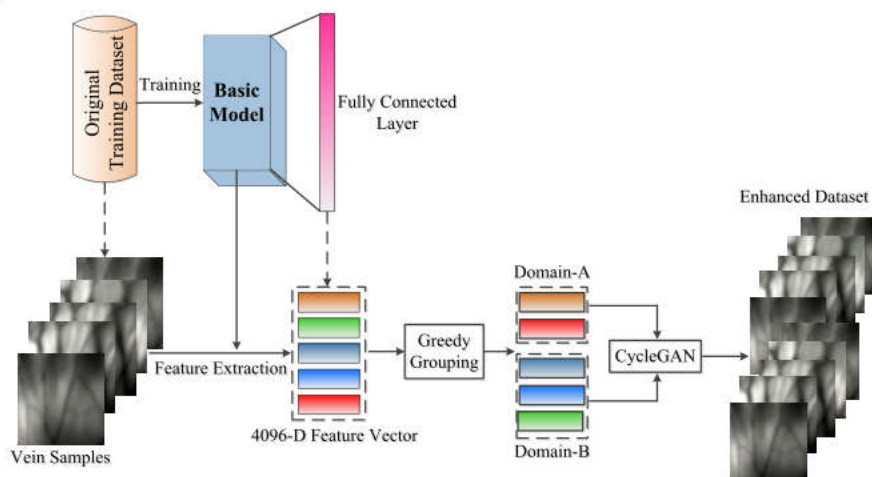 Original
Training Dataset
Training
Basic
Model
Fully Connected
Layer
Enhanced Dataset
Domain-A
Greedy
Grouping
CycleGAN
Feature Extraction
4096-D Feature Vector
Domain-B
Vein Samples